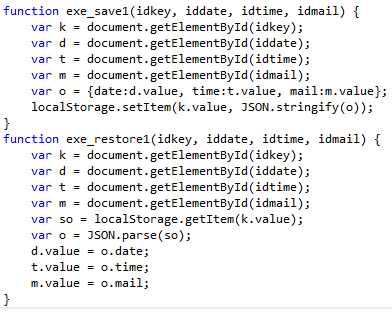 function exe_save1(idkey, iddate, idtime, idmail) {
    var k = document.getElementById(idkey);
    var d = document.getElementById(iddate);
    var t = document.getElementById(idtime);
    var m = document.getElementById(idmail);
    var o = {date:d.value, time:t.value, mail:m.value};
    localStorage.setItem(k.value, JSON.stringify(o));
}
function exe_restore1(idkey, iddate, idtime, idmail) {
    var k = document.getElementById(idkey);
    var d = document.getElementById(iddate);
    var t = document.getElementById(idtime);
    var m = document.getElementById(idmail);
    var so = localStorage.getItem(k.value);
    var o = JSON.parse(so);
    d.value = o.date;
    t.value = o.time;
    m.value = o.mail;
}